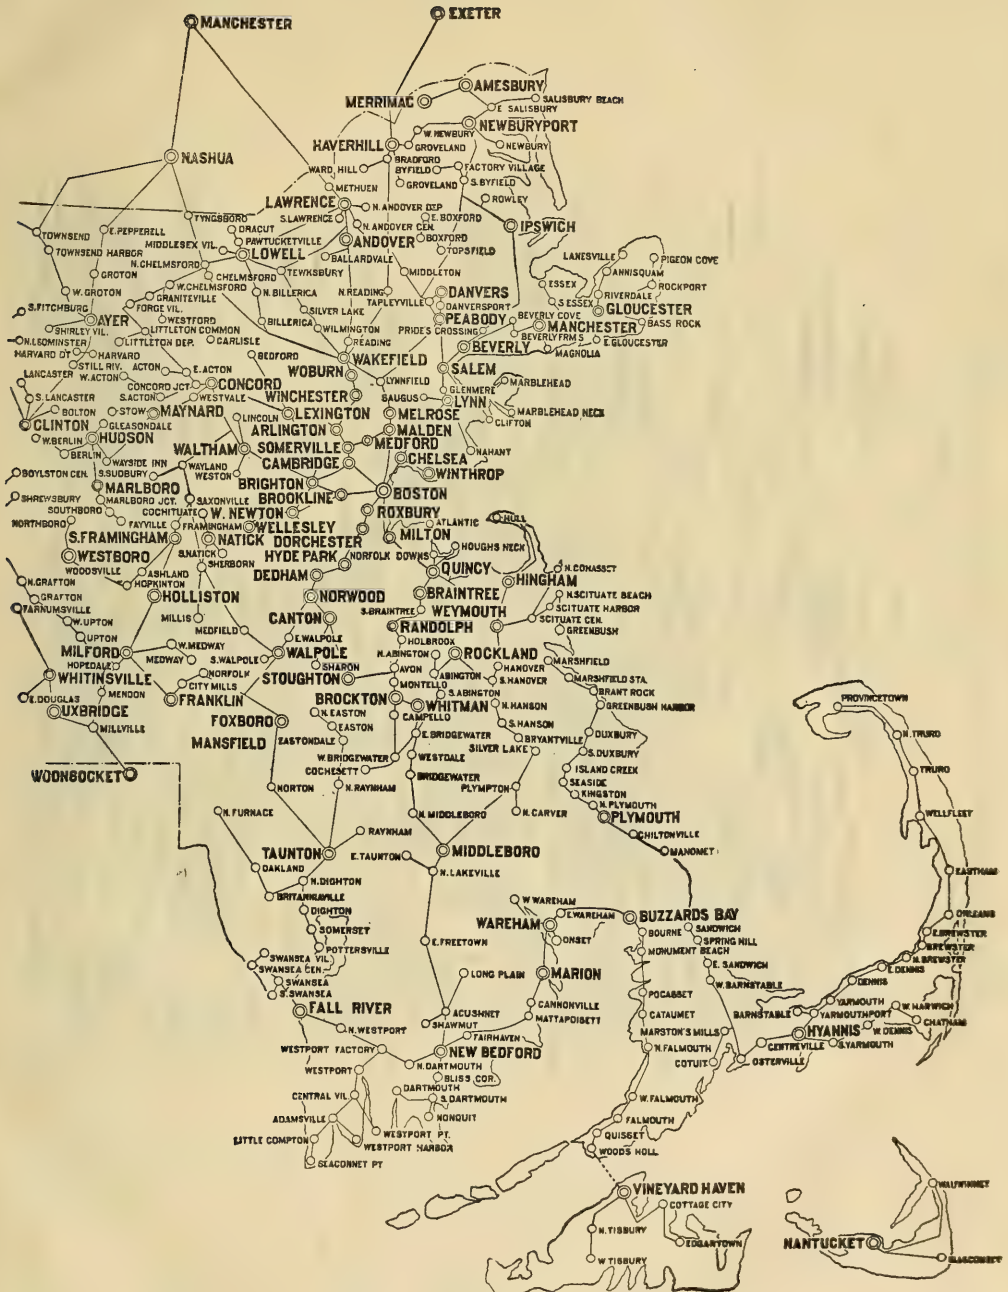 MANCHESTER
EXETER
AMESBURY
MERRIMAC
SALISBURY BEACH
E SALISBURY
NEWBURYPORT
W. NEWBURY
HAVERHILL
GROVELAND
NEWBURY
BRADFORD
NASHUA
WARD HILL
BYFIELD
FACTORY VILLAGE
METHUEN
GROVELAND
S. BYFIELD
LAWRENCE
ROWLEY
N. ANDOVER DEP
TYNGSBORO
S. LAWRENCE
E. BOXFORD
DRACUT
N. ANDOVER CEN.
IPSWICH
TOWNSEND
E. PEPPERELL
PAWTUCKETVILLE
ANDOVER
BOXFORD
MIDDLESEX VIL.
LOWELL
TOPSFIELD
TOWNSEND HARBOR
BALLARDVALE
LANESVILLE
PIGEON COVE
N. CHELMSFORD
TEWKSBURY
MIDDLETON
ANNISQUAM
GROTON
CHELMSFORD
ESSEX
ROCKPORT
W. CHELMSFORD
W. GROTON
N. BILLERICA
N. READING
DANVERS
RIVERDALE
GRANITEVILLE
TAPLEYVILLE
S. ESSEX
S. FITCHBURG
FORGE VIL.
SILVER LAKE
DANVERSPORT
GLOUCESTER
AYER
WESTFORD
PEABODY
BEVERLY COVE
BASS ROCK
SHIRLEY VIL.
LITTLETON COMMON
BILLERICA
WILMINGTON
PRIDES CROSSING
MANCHESTER
N. LEOMINSTER
LITTLETON DEP.
CARLISLE
READING
BEVERLY FRMS
E. GLOUCESTER
HARVARD DT
HARVARD
BEDFORD
WAKEFIELD
BEVERLY
MAGNOLIA
STILL RIV.
ACTON
E. ACTON
WOBURN
SALEM
LANCASTER
W. ACTON
CONCORD JCT.
CONCORD
LYNNFIELD
MARBLEHEAD
S. LANCASTER
S. ACTON
WESTVALE
WINCHESTER
SAUGUS
GLENMERE
LYNN
BOLTON
STOW
MAYNARD
LEXINGTON
MELROSE
MARBLEHEAD NECK
CLINTON
GLEASONDALE
LINCOLN
ARLINGTON
MALDEN
CLIFTON
W. BERLIN
HUDSON
WALTHAM
SOMERVILLE
MEDFORD
NAHANT
BERLIN
WAYSIDE INN
CAMBRIDGE
CHELSEA
BOYLSTON CEN.
S. SUDBURY
WAYLAND
WESTON
BRIGHTON
WINTHROP
MARLBORO
BROOKLINE
BOSTON
SHREWSBURY
MARLBORO JCT.
SAXONVILLE
SOUTHBORO
COCHITUATE
W. NEWTON
ROXBURY
NORTHBORO
FAYVILLE
FRAMINGHAM
WELLESLEY
ATLANTIC
HULL
S. FRAMINGHAM
NATICK
DORCHESTER
MILTON
WESTBORO
S. NATICK
HYDE PARK
NORFOLK DOWNS
HOUGHS NECK
WOODSVILLE
SHERBORN
QUINCY
N. COHASSET
ASHLAND
DEDHAM
HINGHAM
N. GRAFTON
HOPKINTON
BRAINTREE
N. SCITUATE BEACH
GRAFTON
HOLLISTON
NORWOOD
S. BRAINTREE
WEYMOUTH
SCITUATE HARBOR
FARNUMSVILLE
MILLIS
CANTON
SCITUATE CEN.
W. UPTON
MEDFIELD
RANDOLPH
GREENBUSH
UPTON
W. MEDWAY
E. WALPOLE
HOLBROOK
MILFORD
MEDWAY
S. WALPOLE
WALPOLE
N. ABINGTON
ROCKLAND
MARSHFIELD
HOPEDALE
SHARON
AVON
HANOVER
WHITINSVILLE
NORFOLK
STOUGHTON
ABINGTON
S. HANOVER
MARSHFIELD STA.
MENDON
CITY MILLS
MONTELLO
BRANT ROCK
E. DOUGLAS
FRANKLIN
BROCKTON
S. ABINGTON
UXBRIDGE
WHITMAN
N. HANSON
GREENBUSH HARBOR
MILLVILLE
FOXBORO
N. EASTON
CAMPELLO
PROVINCETOWN
MANSFIELD
EASTON
E. BRIDGEWATER
S. HANSON
DUXBURY
N. TRURO
EASTONDALE
BRYANTVILLE
W. BRIDGEWATER
WESTDALE
SILVER LAKE
S. DUXBURY
WOONSOCKET
COCHESETT
BRIDGEWATER
ISLAND CREEK
TRURO
NORTON
N. RAYNHAM
PLYMPTON
SEASIDE
KINGSTON
N. FURNACE
N. MIDDLEBORO
N. CARVER
N. PLYMOUTH
WELLFLEET
RAYNHAM
PLYMOUTH
CHILTONVILLE
TAUNTON
E. TAUNTON
MIDDLEBORO
MANOMET
OAKLAND
N. LAKEVILLE
EASTHAM
N. DIGHTON
BRITANNIAVILLE
W WAREHAM
DIGHTON
E. WAREHAM
BUZZARDS BAY
ORLEANS
SOMERSET
WAREHAM
BOURNE
SANDWICH
E. BREWSTER
POTTERSVILLE
E. FREETOWN
ONSET
SPRING HILL
BREWSTER
SWANSEA VIL.
MONUMENT BEACH
N. BREWSTER
SWANSEA CEN.
LONG PLAIN
MARION
E. SANDWICH
E. DENNIS
SWANSEA
W. BARNSTABLE
DENNIS
S. SWANSEA
POCASSET
FALL RIVER
CANNONVILLE
YARMOUTH
W. HARWICH
ACUSHNET
MATTAPOISETT
CATAUMET
BARNSTABLE
YARMOUTHPORT
CHATHAM
N. WESTPORT
SHAWMUT
MARSTON'S MILLS
HYANNIS
W. DENNIS
FAIRHAVEN
CENTREVILLE
S. YARMOUTH
WESTPORT FACTORY
NEW BEDFORD
N. FALMOUTH
COTUIT
OSTERVILLE
WESTPORT
N. DARTMOUTH
BLISS COR.
CENTRAL VIL.
DARTMOUTH
S. DARTMOUTH
W. FALMOUTH
ADAMSVILLE
NONQUIT
FALMOUTH
LITTLE COMPTON
WESTPORT PT.
QUISSET
WESTPORT HARBOR
WOODS HOLL
SEACONNET PT
VINEYARD HAVEN
WAUWINNET
COTTAGE CITY
N. TISBURY
EDGARTOWN
NANTUCKET
W TISBURY
SIASCONSET